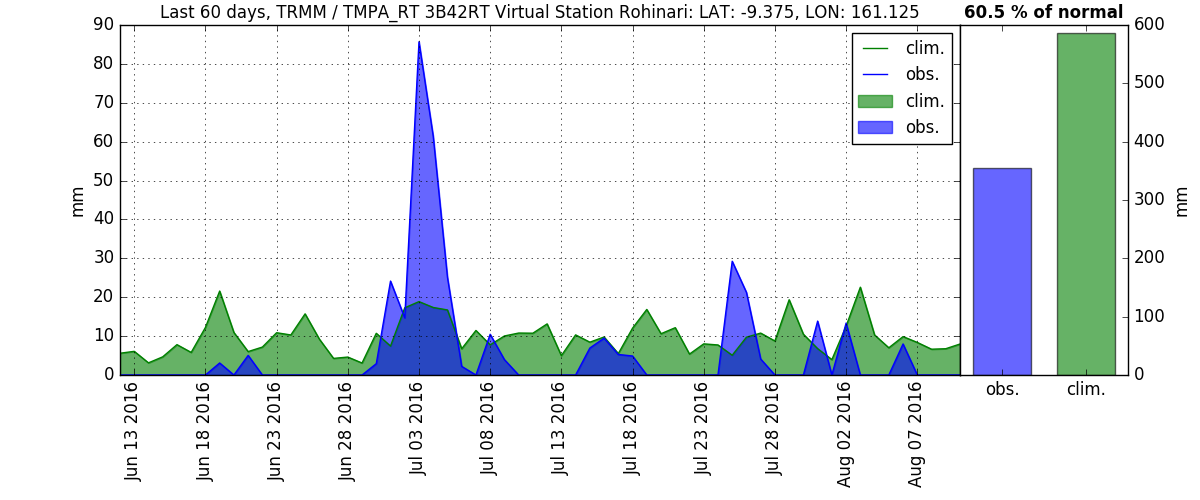 Last 60 days, TRMM / TMPA_RT 3B42RT Virtual Station Rohinari: LAT: -9.375, LON: 161.125
60.5 % of normal
90
80
70
60
50
40
30
20
10
0
mm
clim.
obs.
clim.
obs.
Jun 13 2016
Jun 18 2016
Jun 23 2016
Jun 28 2016
Jul 03 2016
Jul 08 2016
Jul 13 2016
Jul 18 2016
Jul 23 2016
Jul 28 2016
Aug 02 2016
Aug 07 2016
600
500
400
300
200
100
0
mm
obs.
clim.